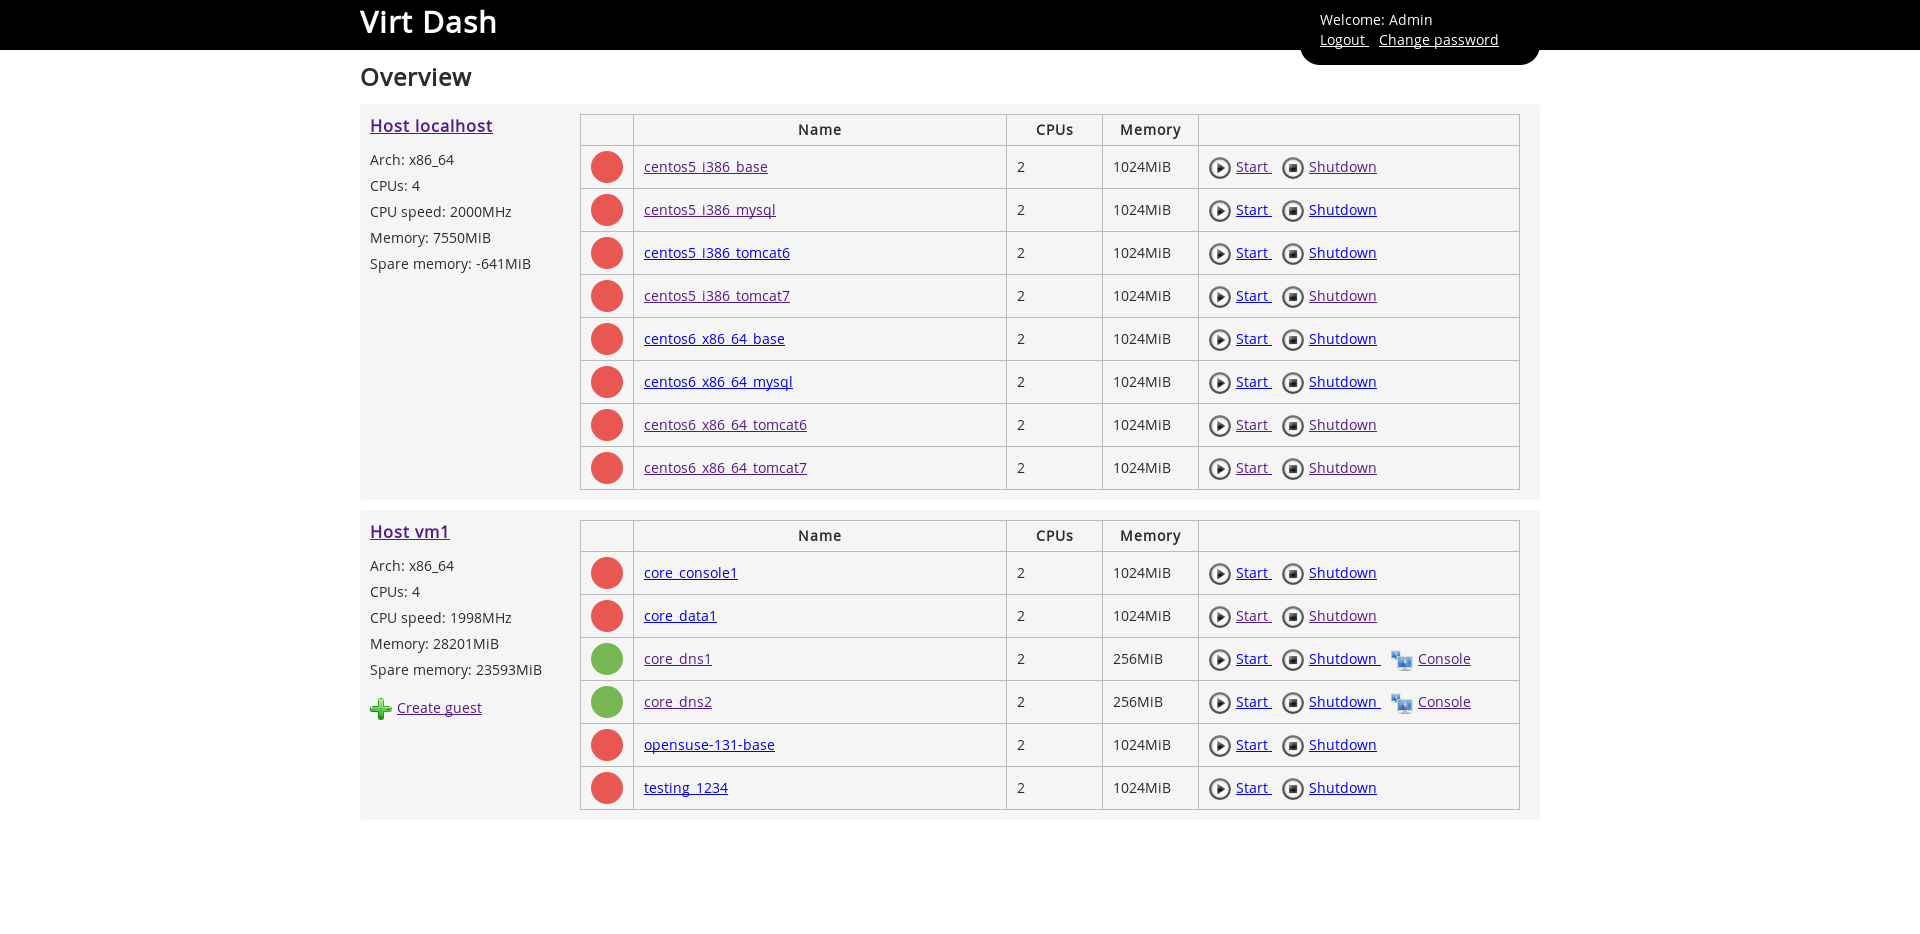 Virt Dash
Welcome: Admin
Logout Change password
Overview
Host localhost
Arch: x86_64
CPUs: 4
CPU speed: 2000MHz
Memory: 7550MiB
Spare memory: -641MiB
Name CPUs Memory
centos5_i386_base 2 1024MiB Start Shutdown
centos5_i386_mysql 2 1024MiB Start Shutdown
centos5_i386_tomcat6 2 1024MiB Start Shutdown
centos5_i386_tomcat7 2 1024MiB Start Shutdown
centos6_x86_64_base 2 1024MiB Start Shutdown
centos6_x86_64_mysql 2 1024MiB Start Shutdown
centos6_x86_64_tomcat6 2 1024MiB Start Shutdown
centos6_x86_64_tomcat7 2 1024MiB Start Shutdown
Host vm1
Arch: x86_64
CPUs: 4
CPU speed: 1998MHz
Memory: 28201MiB
Spare memory: 23593MiB
Create guest
Name CPUs Memory
core_console1 2 1024MiB Start Shutdown
core_data1 2 1024MiB Start Shutdown
core_dns1 2 256MiB Start Shutdown Console
core_dns2 2 256MiB Start Shutdown Console
opensuse-131-base 2 1024MiB Start Shutdown
testing_1234 2 1024MiB Start Shutdown